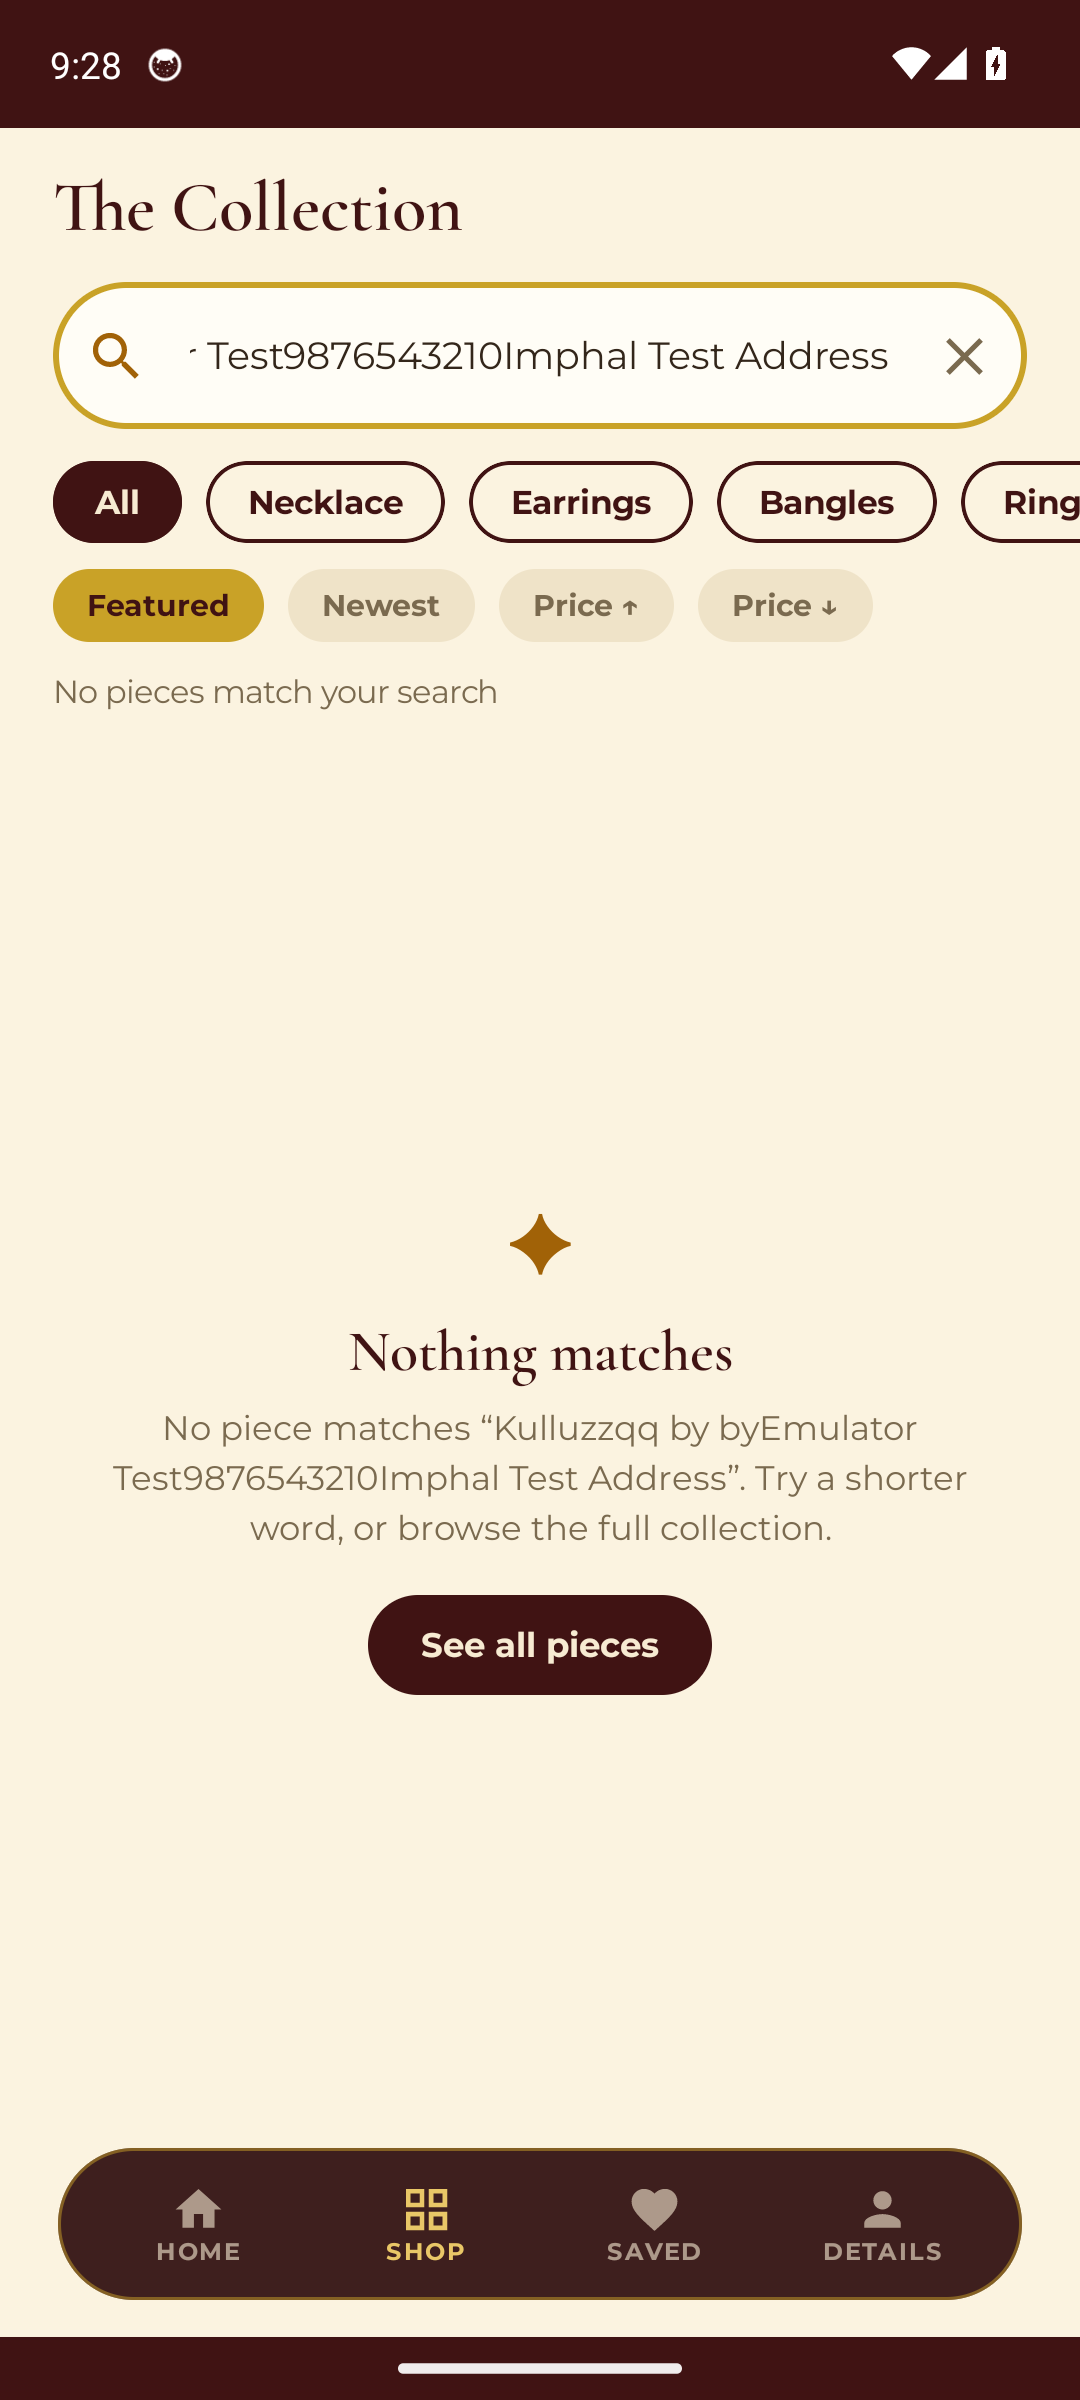 9:28
The Collection
r Test9876543210Imphal Test Address
All Necklace Earrings Bangles Ring
Featured Newest Price ↑ Price ↓
No pieces match your search
Nothing matches
No piece matches “Kulluzzqq by byEmulator
Test9876543210Imphal Test Address”. Try a shorter
word, or browse the full collection.
See all pieces
HOME SHOP SAVED DETAILS